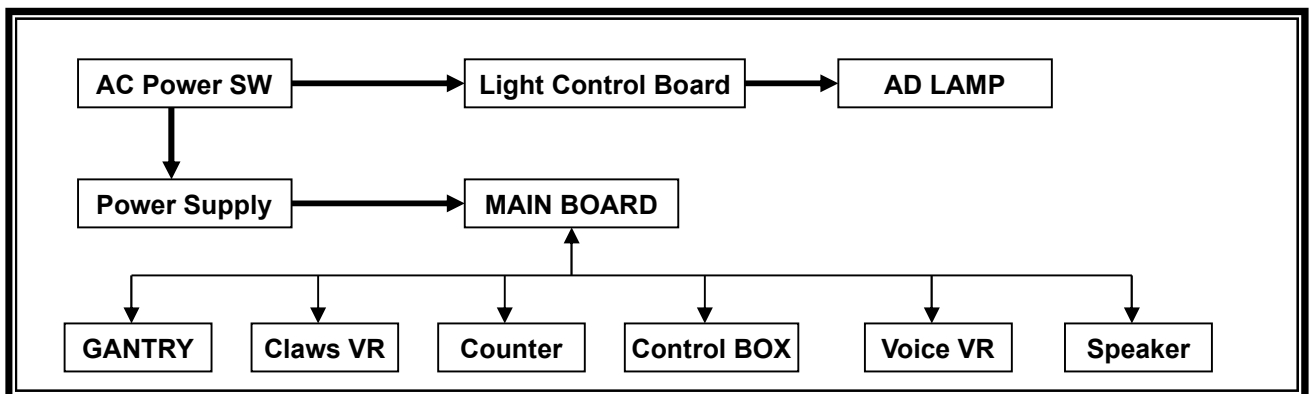 AC Power SW
Light Control Board
AD LAMP
Power Supply
MAIN BOARD
GANTRY
Claws VR
Counter
Control BOX
Voice VR
Speaker